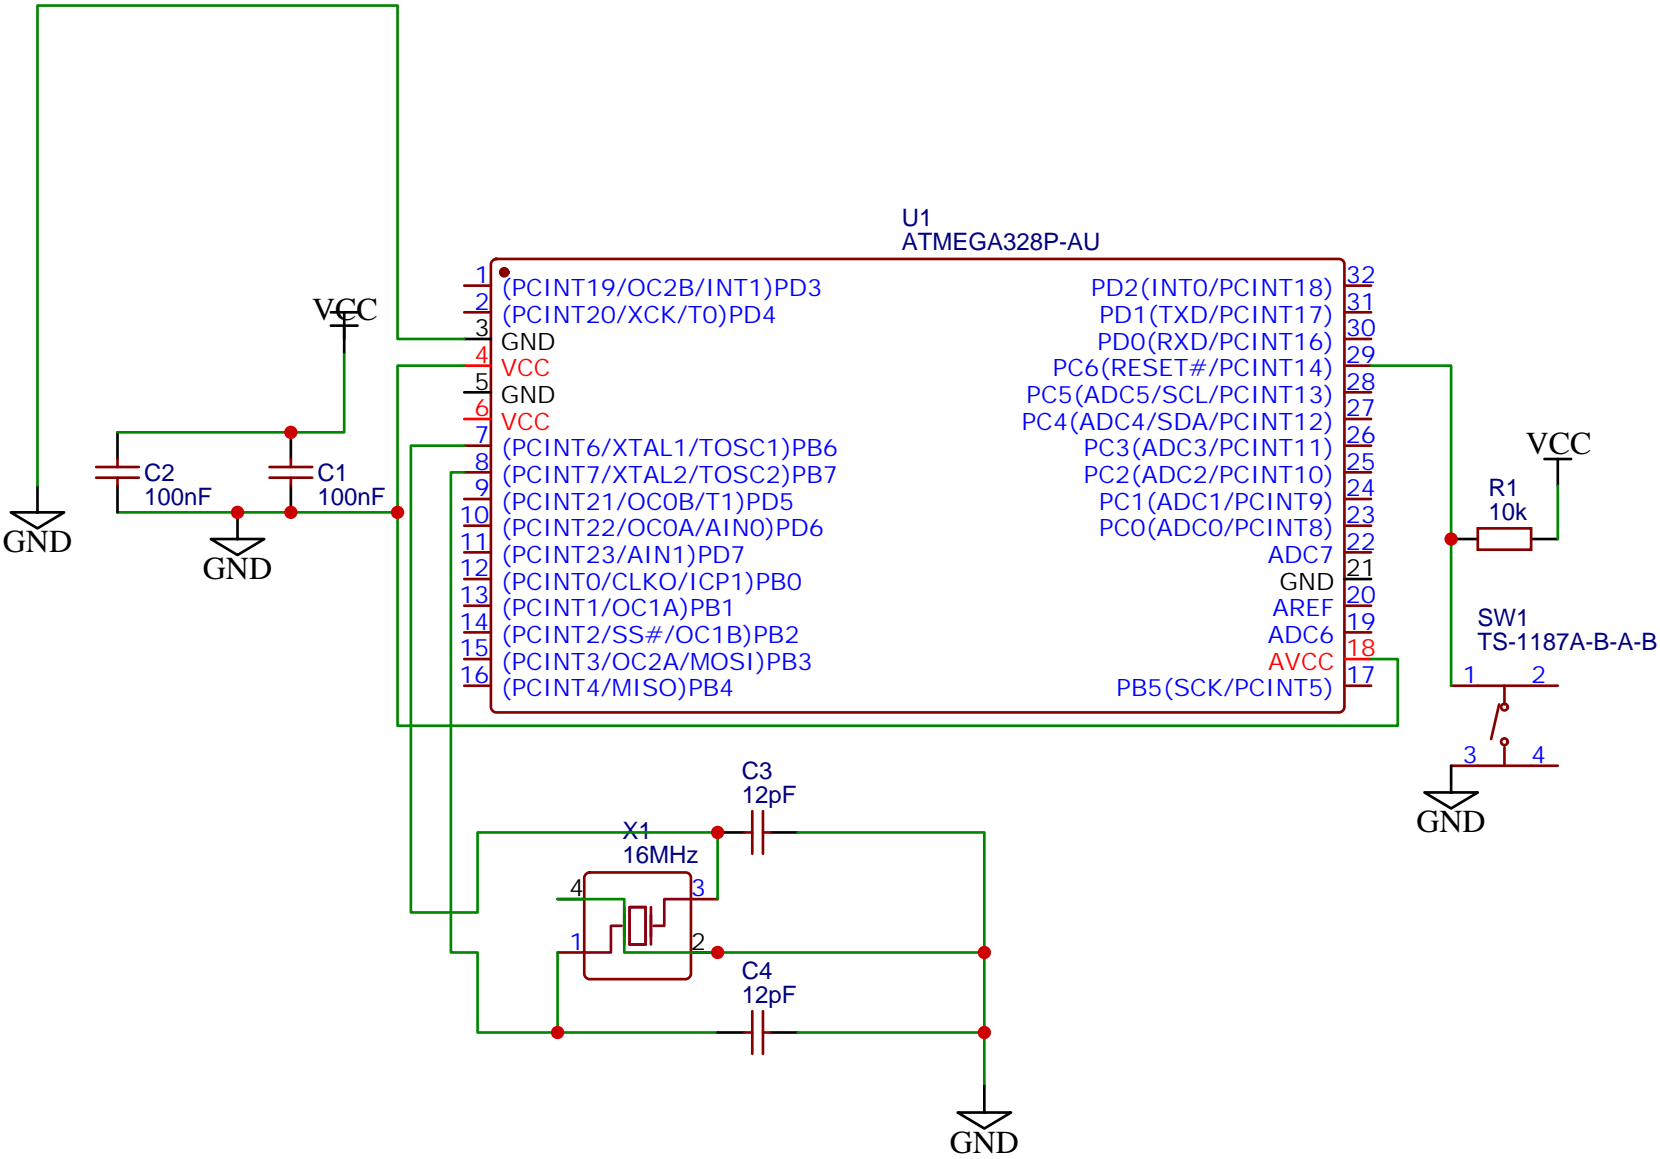 U1
ATMEGA328P-AU
1
(PCINT19/OC2B/INT1)PD3
2
(PCINT20/XCK/T0)PD4
3
GND
4
VCC
5
GND
6
VCC
7
(PCINT6/XTAL1/TOSC1)PB6
8
(PCINT7/XTAL2/TOSC2)PB7
9
(PCINT21/OC0B/T1)PD5
10
(PCINT22/OC0A/AIN0)PD6
11
(PCINT23/AIN1)PD7
12
(PCINT0/CLKO/ICP1)PB0
13
(PCINT1/OC1A)PB1
14
(PCINT2/SS#/OC1B)PB2
15
(PCINT3/OC2A/MOSI)PB3
16
(PCINT4/MISO)PB4
32
PD2(INT0/PCINT18)
31
PD1(TXD/PCINT17)
30
PD0(RXD/PCINT16)
29
PC6(RESET#/PCINT14)
28
PC5(ADC5/SCL/PCINT13)
27
PC4(ADC4/SDA/PCINT12)
26
PC3(ADC3/PCINT11)
25
PC2(ADC2/PCINT10)
24
PC1(ADC1/PCINT9)
23
PC0(ADC0/PCINT8)
22
ADC7
21
GND
20
AREF
19
ADC6
18
AVCC
17
PB5(SCK/PCINT5)
VCC
C2
100nF
C1
100nF
GND
GND
VCC
R1
10k
SW1
TS-1187A-B-A-B
1 2
3 4
GND
C3
12pF
X1
16MHz
4 3
1 2
C4
12pF
GND